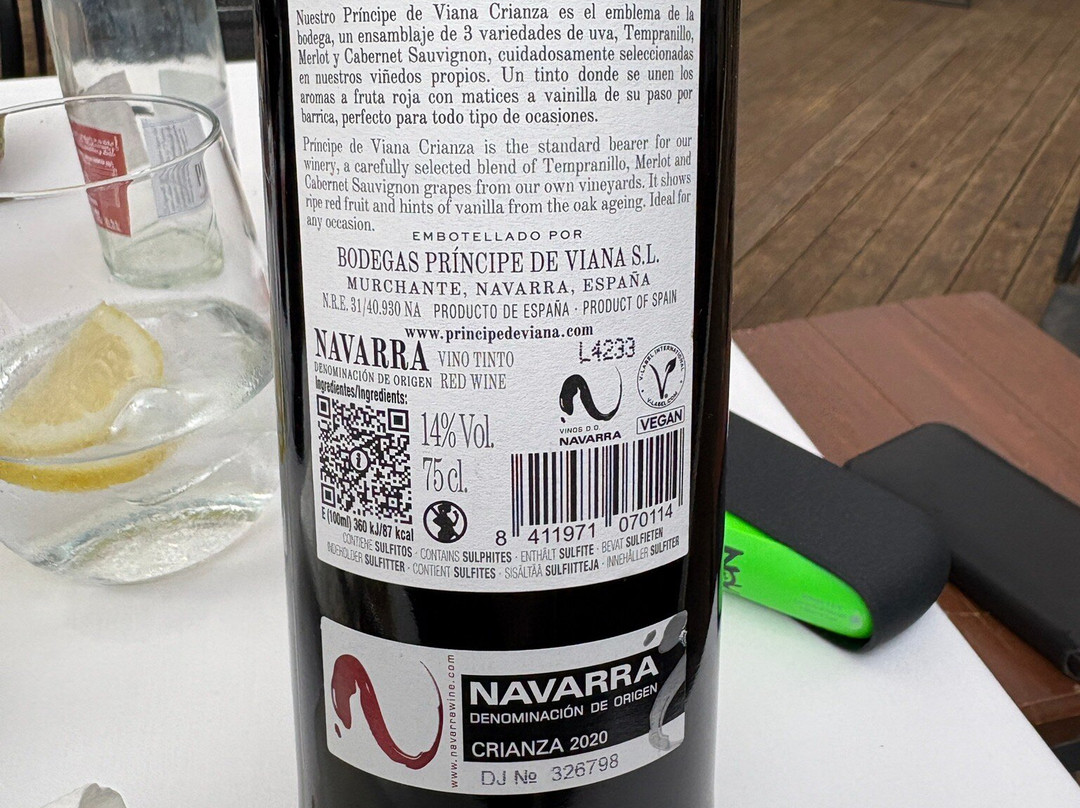 Nuestro Príncipe de Viana Crianza es el emblema de la
bodega, un ensamblaje de 3 variedades de uva, Tempranillo,
Merlot y Cabernet Sauvignon, cuidadosamente seleccionadas
en nuestros viñedos propios. Un tinto donde se unen los
aromas a fruta roja con matices a vainilla de su paso por
barrica, perfecto para todo tipo de ocasiones.
Príncipe de Viana Crianza is the standard bearer for our
winery, a carefully selected blend of Tempranillo, Merlot and
Cabernet Sauvignon grapes from our own vineyards. It shows
ripe red fruit and hints of vanilla from the oak ageing. Ideal for
any occasion.
EMBOTELLADO POR
BODEGAS PRÍNCIPE DE VIANA S.L.
MURCHANTE, NAVARRA, ESPAÑA
N.R.E. 31/40.930 NA PRODUCTO DE ESPAÑA · PRODUCT OF SPAIN
www.principedeviana.com
NAVARRA VINO TINTO
DENOMINACIÓN DE ORIGEN RED WINE
L4233
V-LABEL INTERNATIONAL
V-LABEL.COM
VEGAN
VINOS D.O.
NAVARRA
Ingredientes/Ingredients:
14% Vol.
75 cl.
E (100ml) 360 kJ/87 kcal
8 411971 070114
CONTIENE SULFITOS · CONTAINS SULPHITES · ENTHÄLT SULFITE · BEVAT SULFIETEN
INDEHOLDER SULFITTER · CONTIENT SULFITES · SISÄLTÄÄ SULFIITTEJA · INNEHÅLLER SULFITER
www.navarrawine.com
NAVARRA
DENOMINACIÓN DE ORIGEN
CRIANZA 2020
DJ Nº 326798